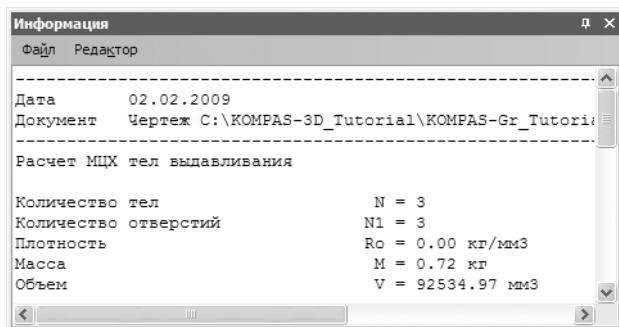 Информация
Файл Редактор
Дата 02.02.2009
Документ Чертеж C:\KOMPAS-3D_Tutorial\KOMPAS-Gr_Tutoria
Расчет МЦХ тел выдавливания
Количество тел N = 3
Количество отверстий N1 = 3
Плотность Ro = 0.00 кг/мм3
Масса M = 0.72 кг
Объем V = 92534.97 мм3